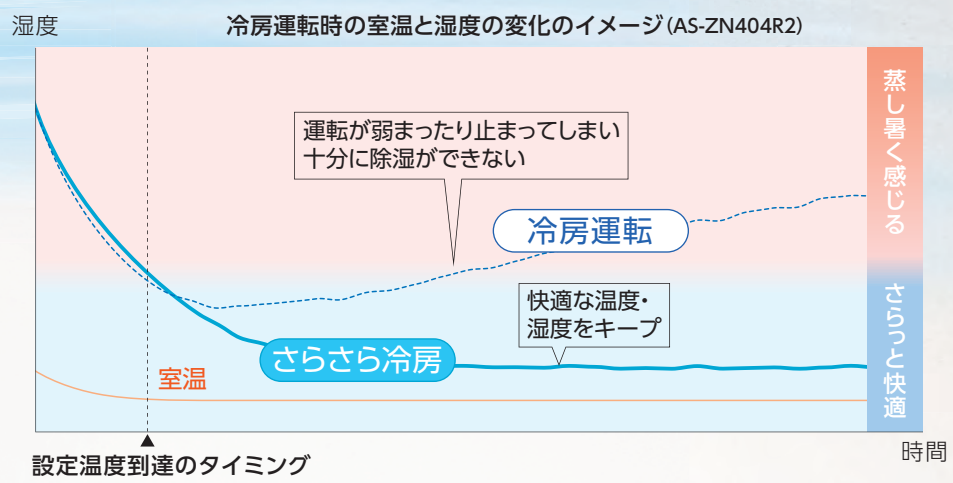 湿度
冷房運転時の室温と湿度の変化のイメージ(AS-ZN404R2)
運転が弱まったり止まってしまい
十分に除湿ができない
冷房運転
快適な温度・
湿度をキープ
さらさら冷房
室温
蒸し暑く感じる
さらっと快適
時間
▲
設定温度到達のタイミング